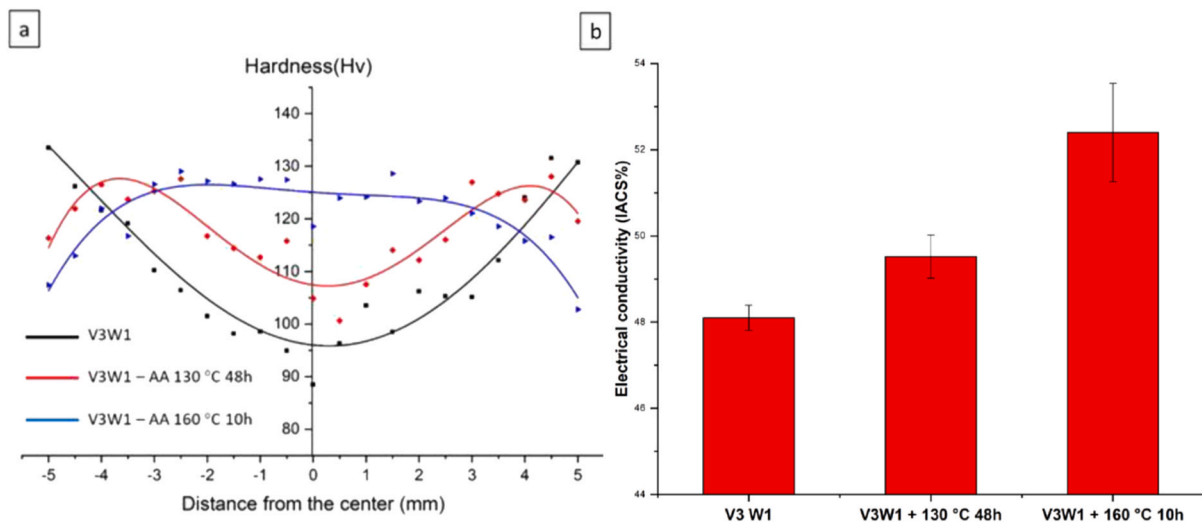 a
Hardness(Hv)
140
130
120
110
100
90
80
V3W1
V3W1 – AA 130 °C 48h
V3W1 – AA 160 °C 10h
-5 -4 -3 -2 -1 0 1 2 3 4 5
Distance from the center (mm)
b
Electrical conductivity (IACS%)
54
52
50
48
46
44
V3 W1 V3W1 + 130 °C 48h V3W1 + 160 °C 10h